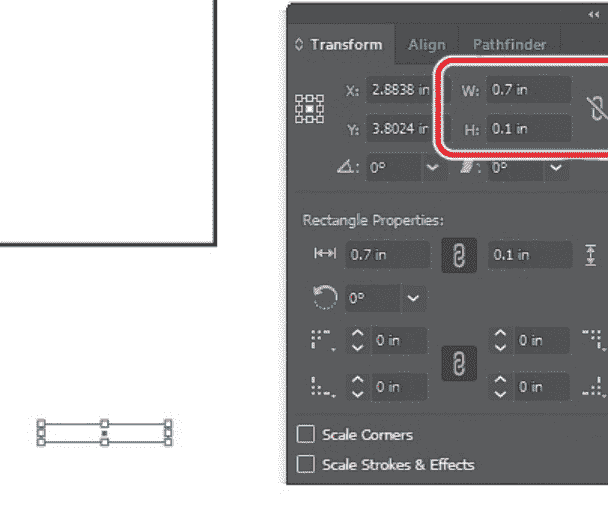 Transform Align Pathfinder
X: 2.8838 in W: 0.7 in
Y: 3.8024 in H: 0.1 in
0° 0°
Rectangle Properties:
0.7 in 0.1 in
0°
0 in 0 in
0 in 0 in
Scale Corners
Scale Strokes & Effects